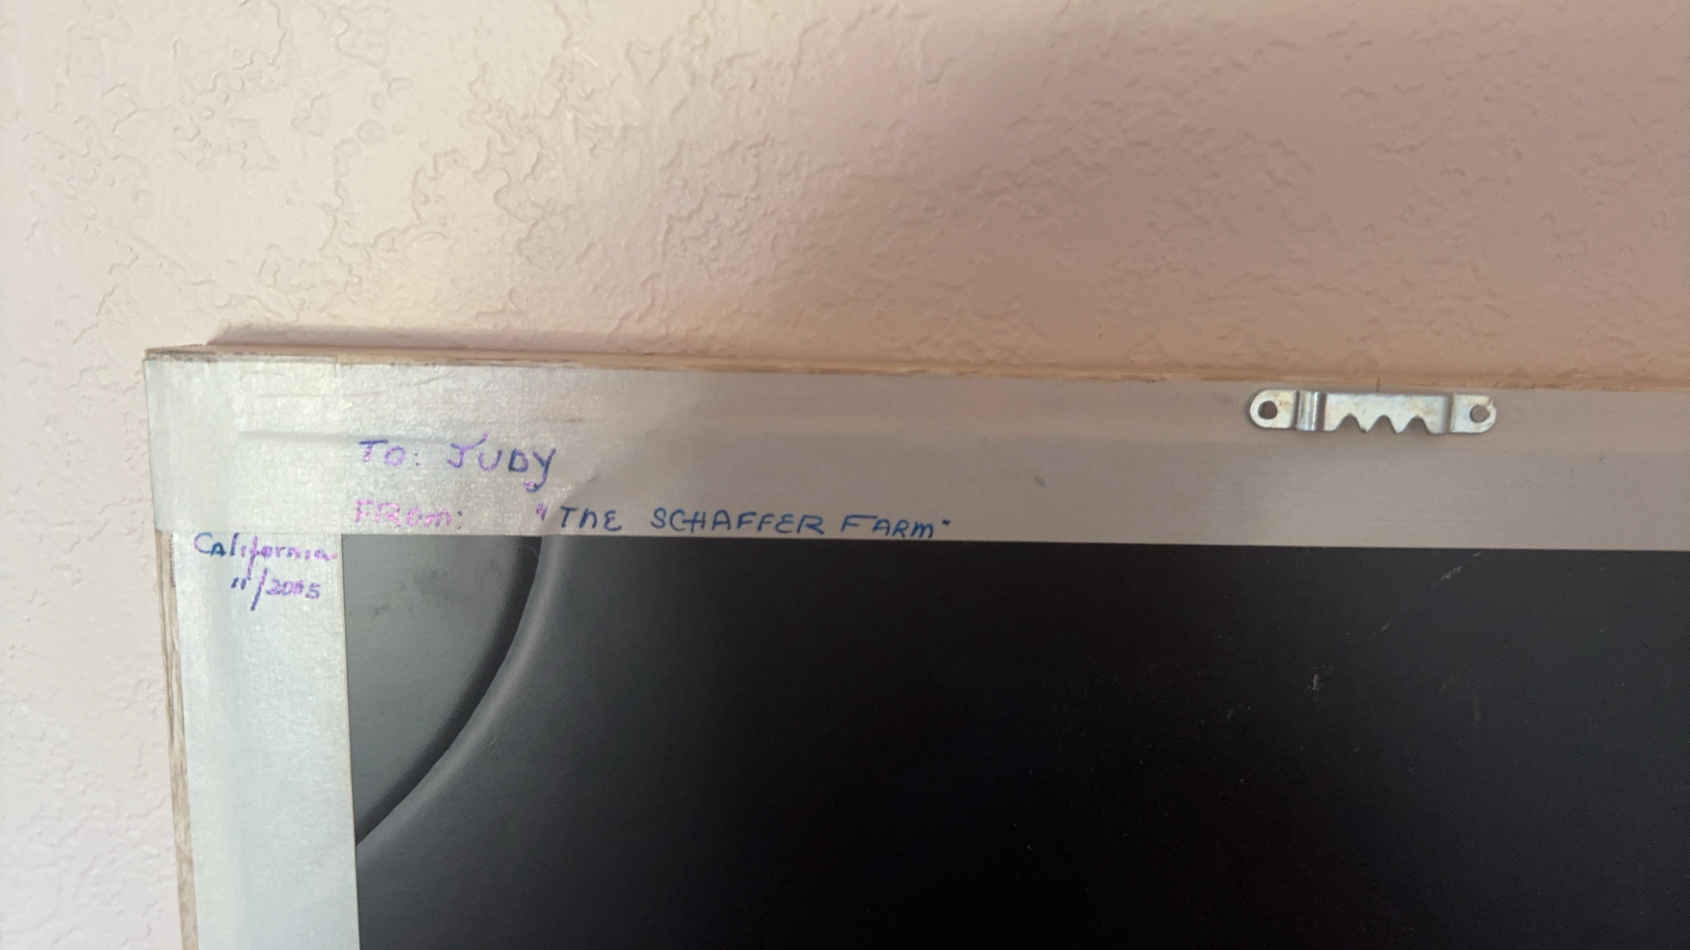 To: JUDY
FROM: "ThE SCHAFFER FARM"
California
11/2005